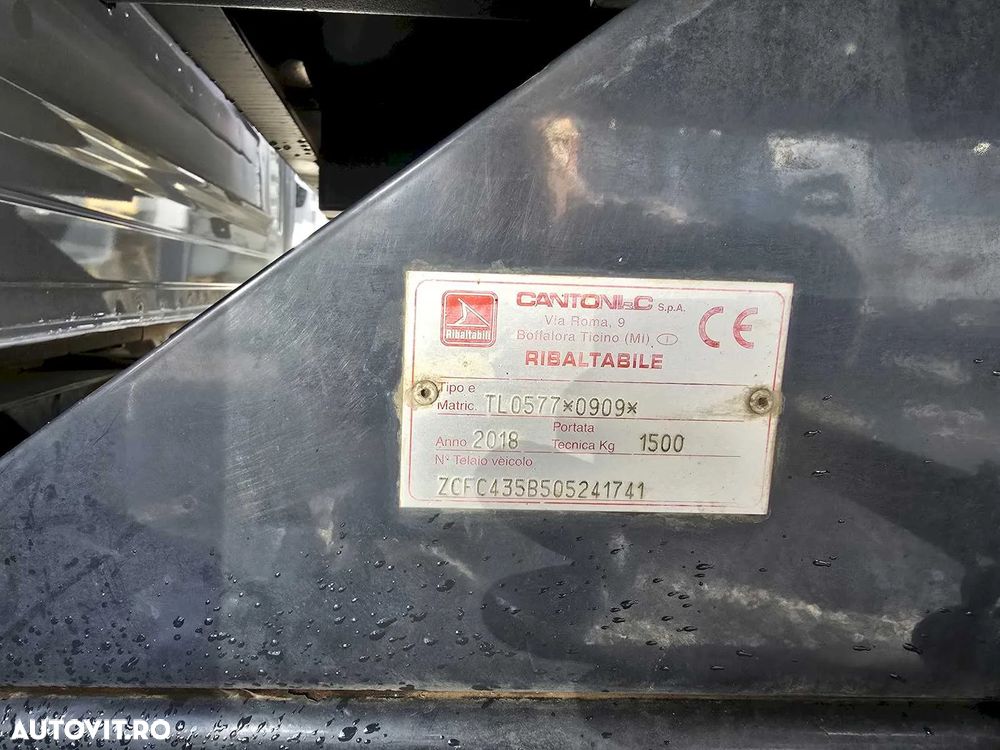 Ribaltabili
CANTONI&C S.p.A.
Via Roma, 9
Boffalora Ticino (MI) I
RIBALTABILE
CE
Tipo e
Matric. TL0577*0909*
Anno 2018 Portata
Tecnica Kg 1500
N° Telaio veicolo
ZCFC435B505241741
AUTOVIT.RO